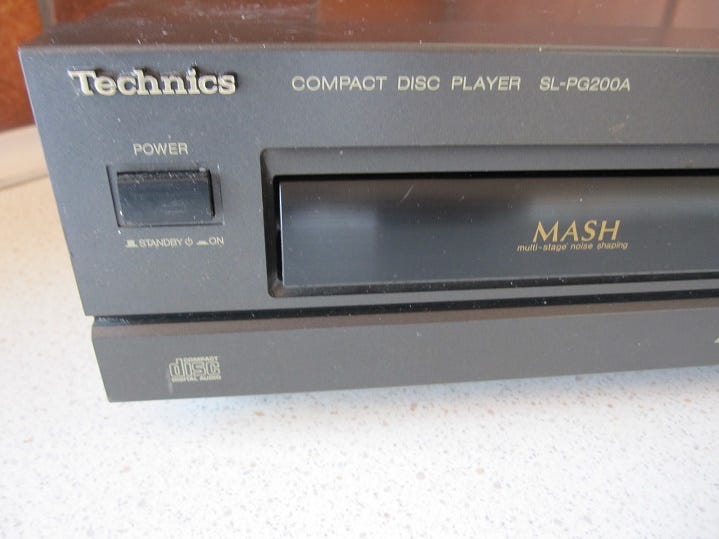 Technics COMPACT DISC PLAYER SL-PG200A
POWER
STANDBY ⏻ ON
MASH
multi-stage noise shaping
COMPACT
disc
DIGITAL AUDIO